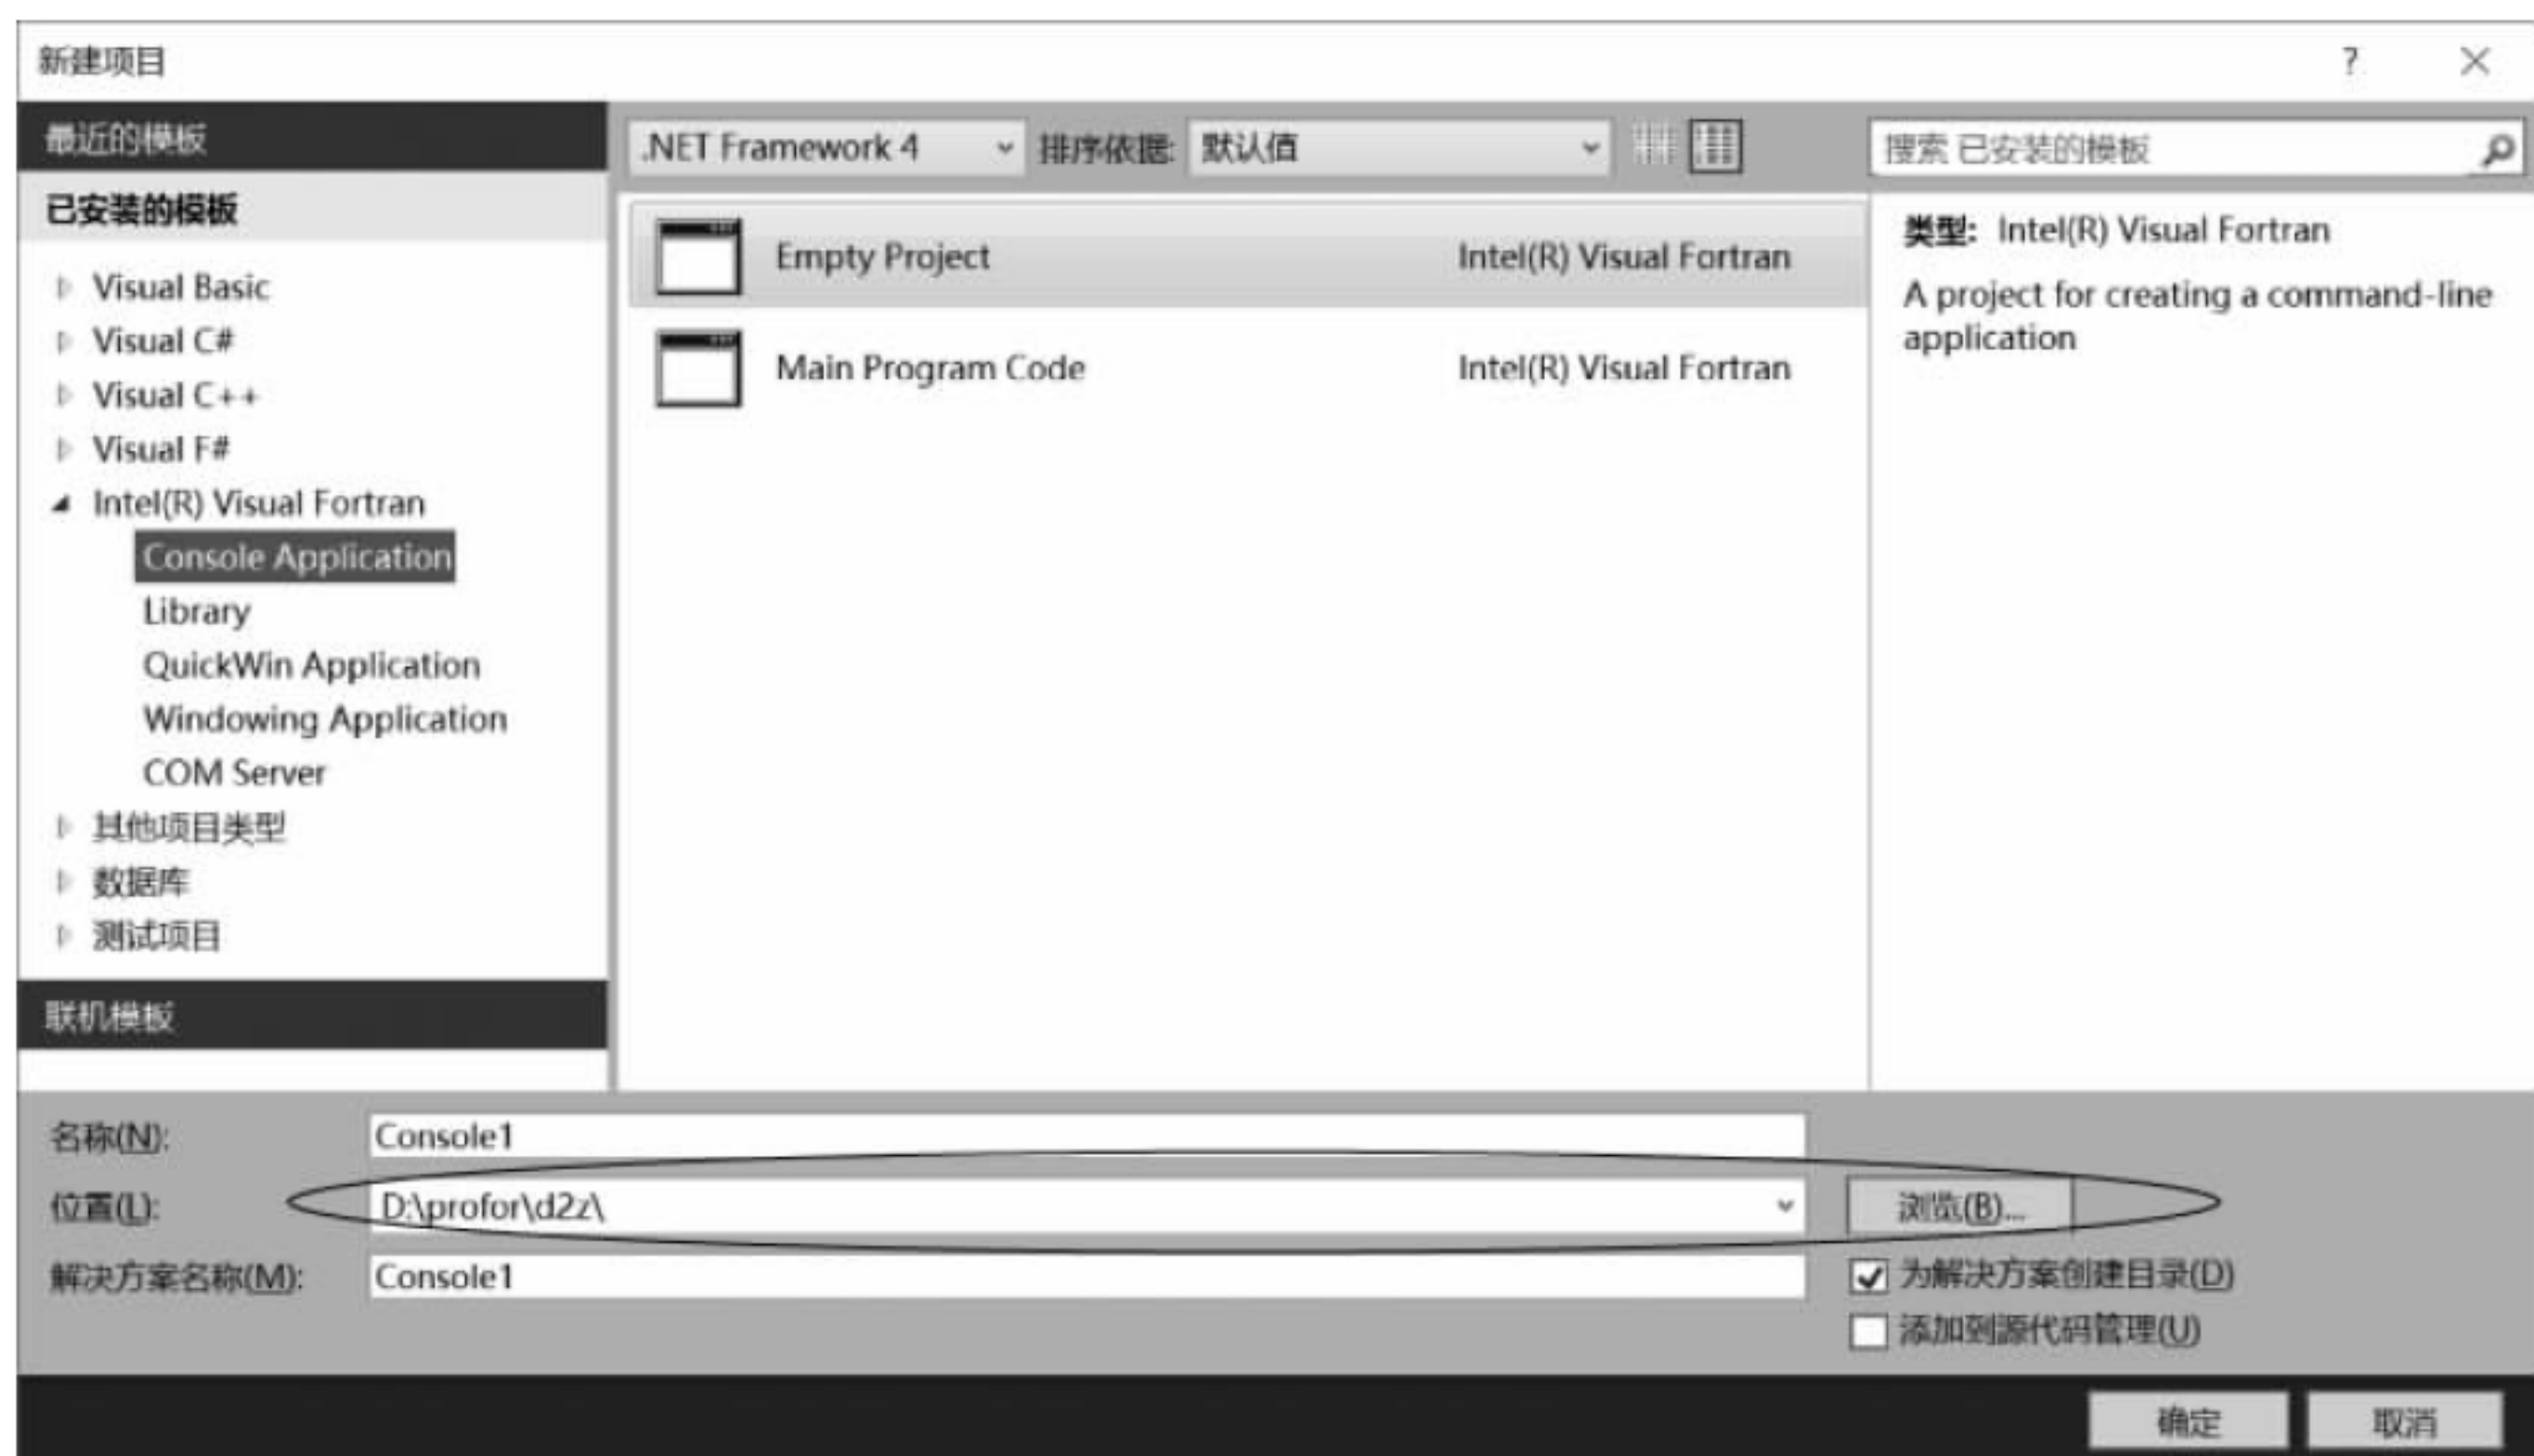 新建项目
最近的模板
.NET Framework 4 排序依据: 默认值
搜索 已安装的模板
已安装的模板
Visual Basic
Visual C#
Visual C++
Visual F#
Intel(R) Visual Fortran
Console Application
Library
QuickWin Application
Windowing Application
COM Server
其他项目类型
数据库
测试项目
联机模板
Empty Project Intel(R) Visual Fortran
Main Program Code Intel(R) Visual Fortran
类型: Intel(R) Visual Fortran
A project for creating a command-line
application
名称(N): Console1
位置(L): D:\profor\d2z\ 浏览(B)...
解决方案名称(M): Console1
为解决方案创建目录(D)
添加到源代码管理(U)
确定 取消